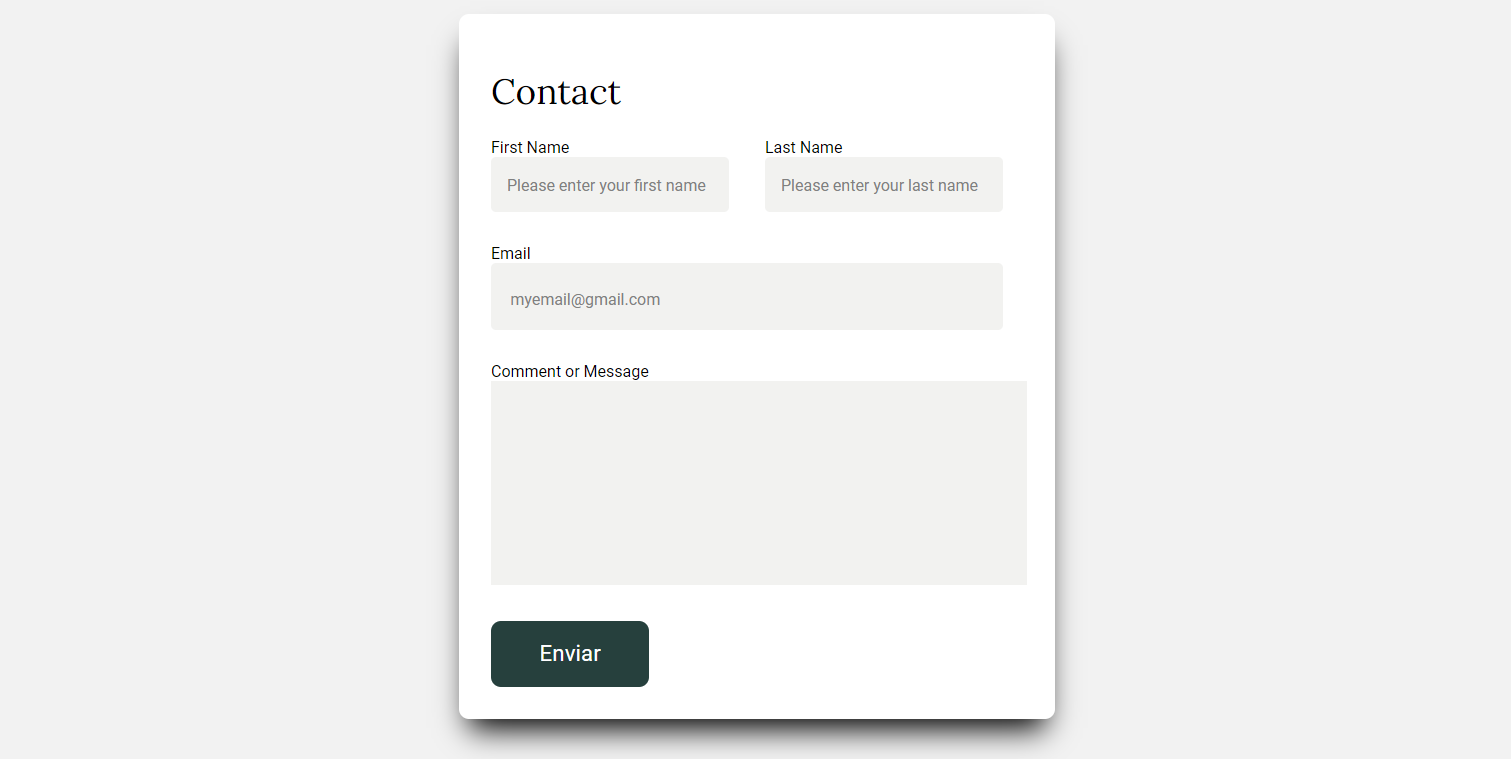 Contact
First Name Last Name
Please enter your first name Please enter your last name
Email
myemail@gmail.com
Comment or Message
Enviar